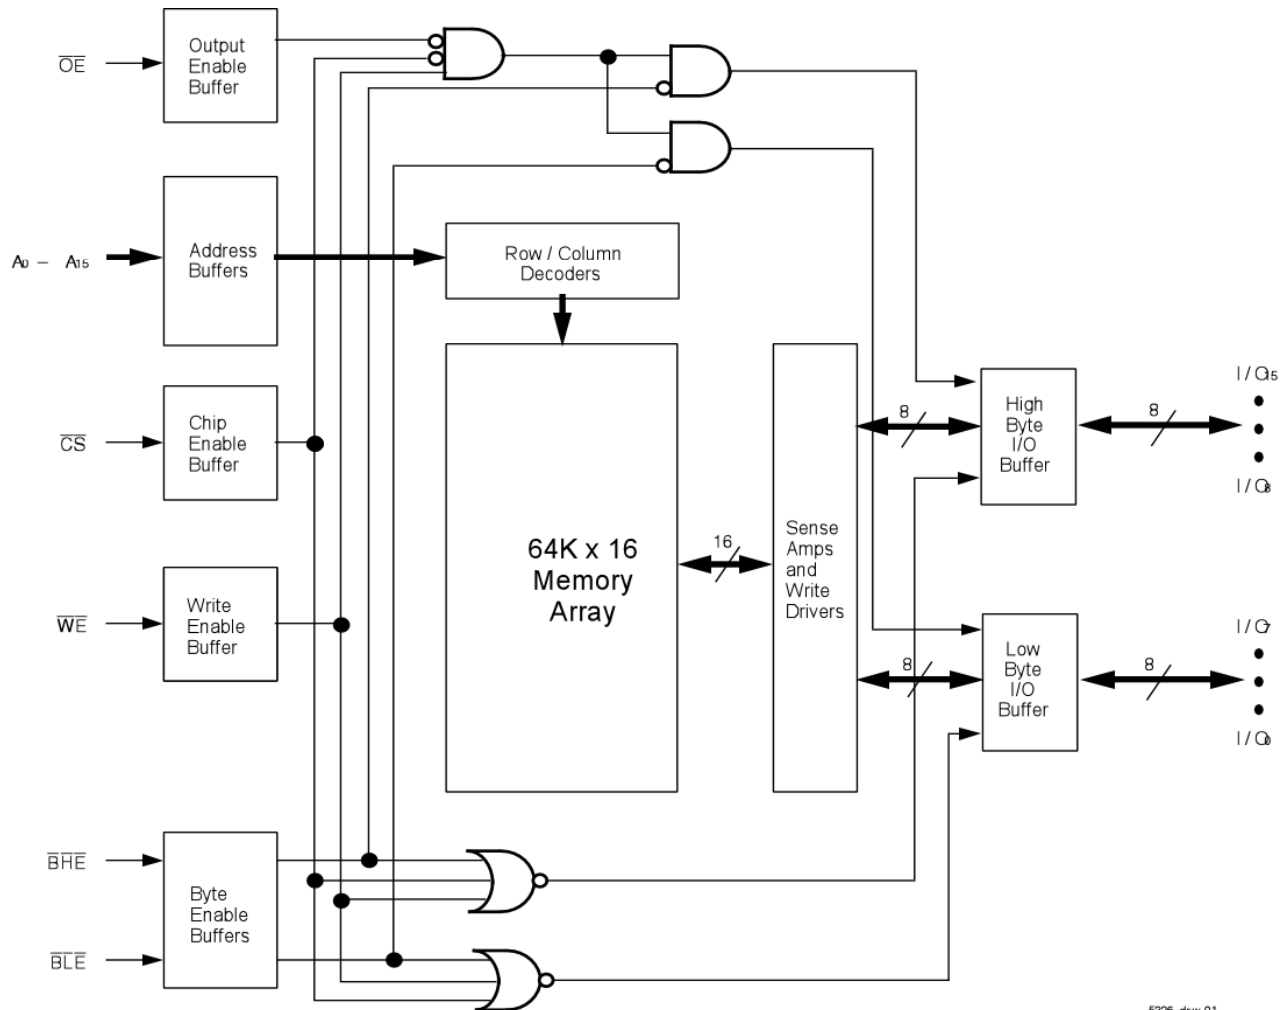 OE
Output
Enable
Buffer
A0 – A15
Address
Buffers
Row / Column
Decoders
CS
Chip
Enable
Buffer
WE
Write
Enable
Buffer
64K x 16
Memory
Array
16
Sense
Amps
and
Write
Drivers
8
High
Byte
I/O
Buffer
8
I/O15
I/O8
8
Low
Byte
I/O
Buffer
8
I/O7
I/O0
BHE
BLE
Byte
Enable
Buffers